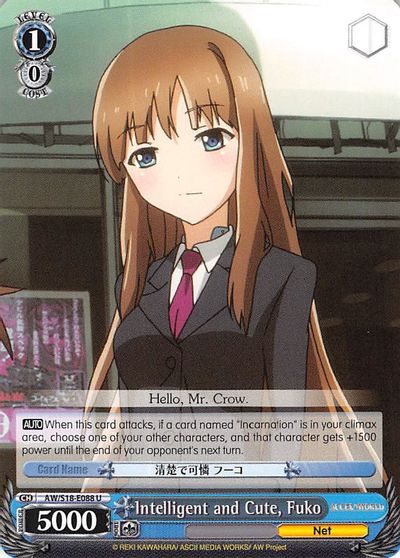 LEVEL
1
0
COST
Hello, Mr. Crow.
AUTO When this card attacks, if a card named "Incarnation" is in your climax
area, choose one of your other characters, and that character gets +1500
power until the end of your opponent's next turn.
Card Name 清楚で可憐 フーコ
CH AW/S18-E088 U
Intelligent and Cute, Fuko
ACCEL WORLD
POWER
5000
Net
© REKI KAWAHARA/ ASCII MEDIA WORKS/ AW Project